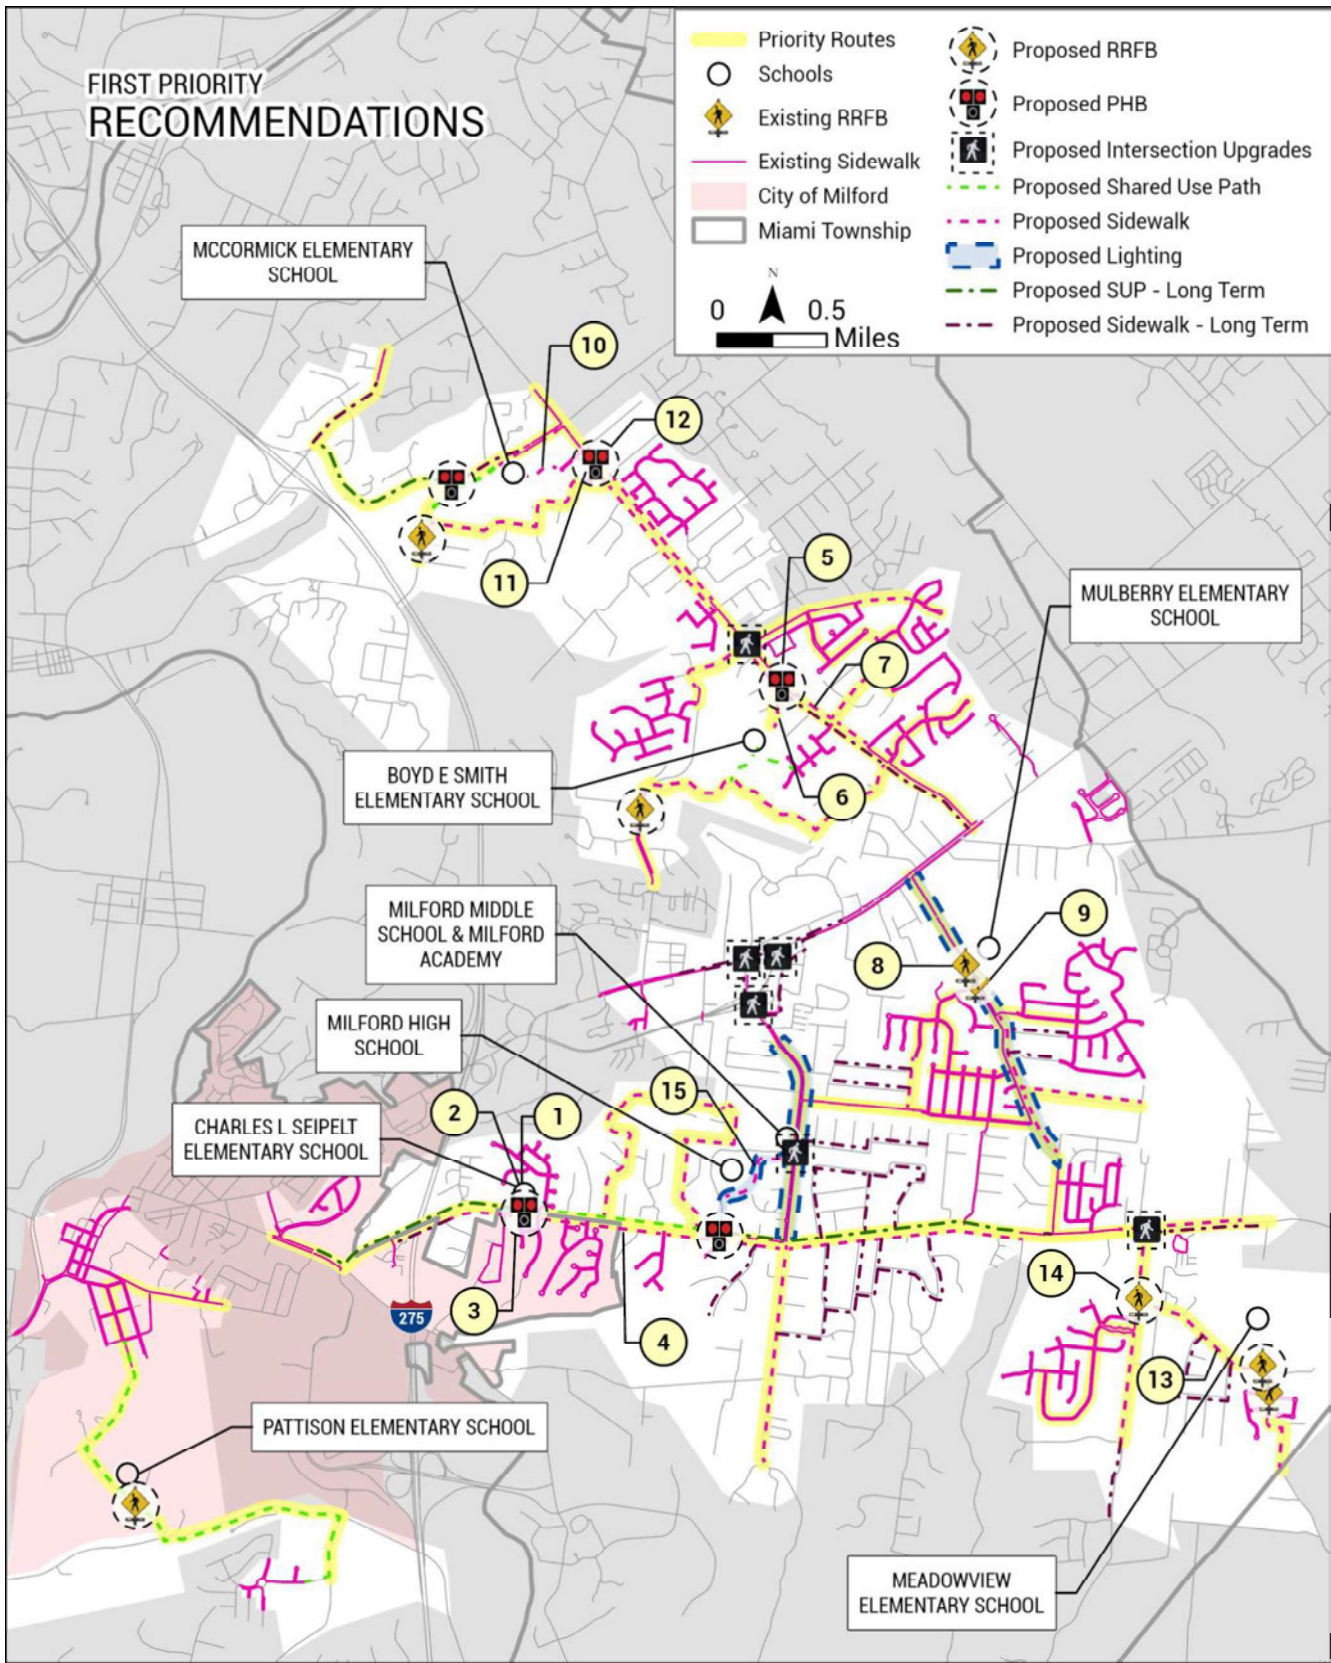 FIRST PRIORITY
RECOMMENDATIONS
Priority Routes
Schools
Existing RRFB
Existing Sidewalk
City of Milford
Miami Township
N
0 0.5
Miles
Proposed RRFB
Proposed PHB
Proposed Intersection Upgrades
Proposed Shared Use Path
Proposed Sidewalk
Proposed Lighting
Proposed SUP - Long Term
Proposed Sidewalk - Long Term
MCCORMICK ELEMENTARY
SCHOOL
10
12
11
5
MULBERRY ELEMENTARY
SCHOOL
7
BOYD E SMITH
ELEMENTARY SCHOOL
6
MILFORD MIDDLE
SCHOOL & MILFORD
ACADEMY
9
8
MILFORD HIGH
SCHOOL
15
2
1
CHARLES L SEIPELT
ELEMENTARY SCHOOL
14
3
275
4
13
PATTISON ELEMENTARY SCHOOL
MEADOWVIEW
ELEMENTARY SCHOOL